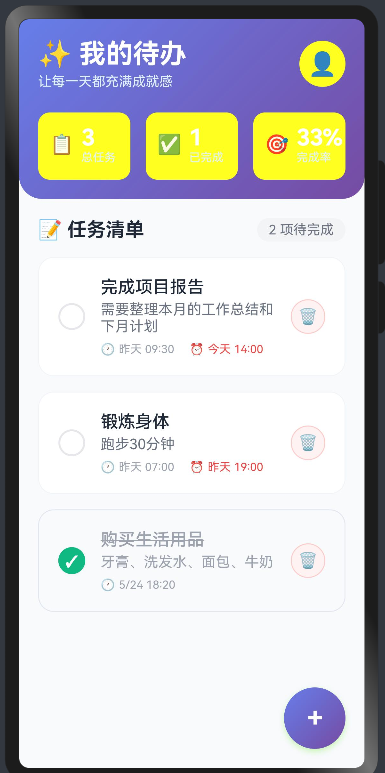 ✨ 我的待办
让每一天都充满成就感
3
总任务
1
已完成
33%
完成率
任务清单
2 项待完成
完成项目报告
需要整理本月的工作总结和
下月计划
昨天 09:30
今天 14:00
锻炼身体
跑步30分钟
昨天 07:00
昨天 19:00
购买生活用品
牙膏、洗发水、面包、牛奶
5/24 18:20
+